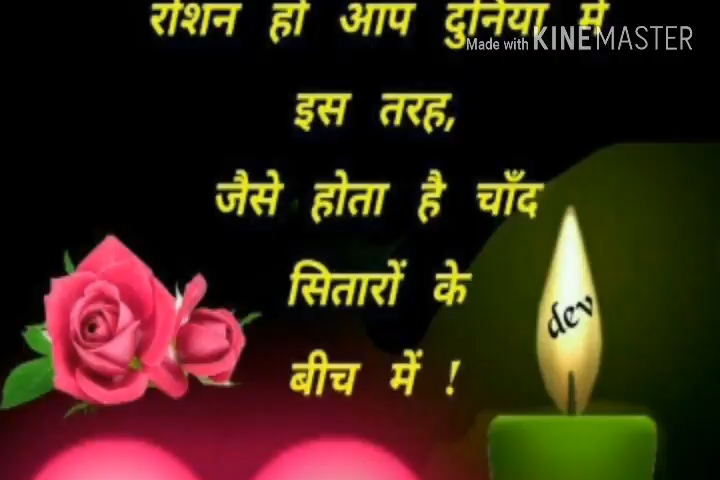 रोशन हो आप दुनिया में
Made with KINEMASTER
इस तरह,
जैसे होता है चाँद
सितारों के
dev
बीच में !